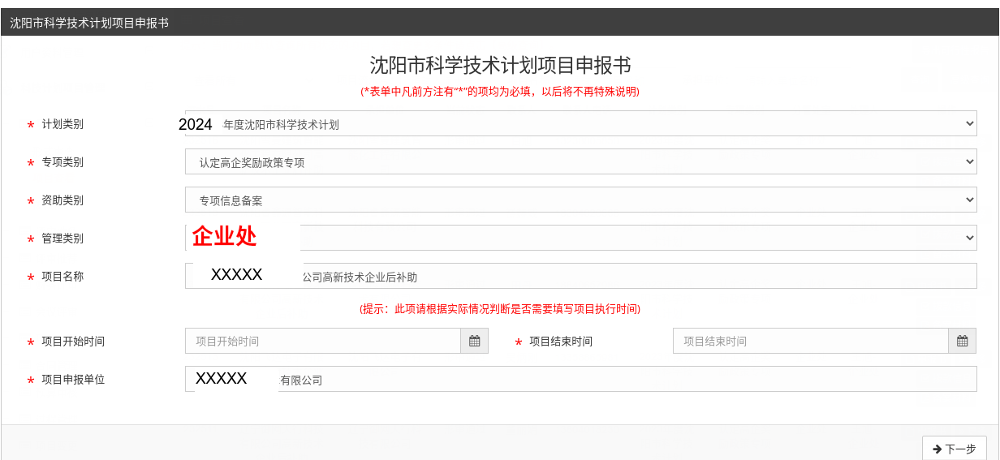 沈阳市科学技术计划项目申报书
沈阳市科学技术计划项目申报书
(*表单中凡前方注有“*”的项均为必填，以后将不再特殊说明)
* 计划类别 2024 年度沈阳市科学技术计划
* 专项类别 认定高企奖励政策专项
* 资助类别 专项信息备案
* 管理类别 企业处
* 项目名称 XXXXX 公司高新技术企业后补助
(提示：此项请根据实际情况判断是否需要填写项目执行时间)
* 项目开始时间 项目开始时间 * 项目结束时间 项目结束时间
* 项目申报单位 XXXXX 有限公司
下一步